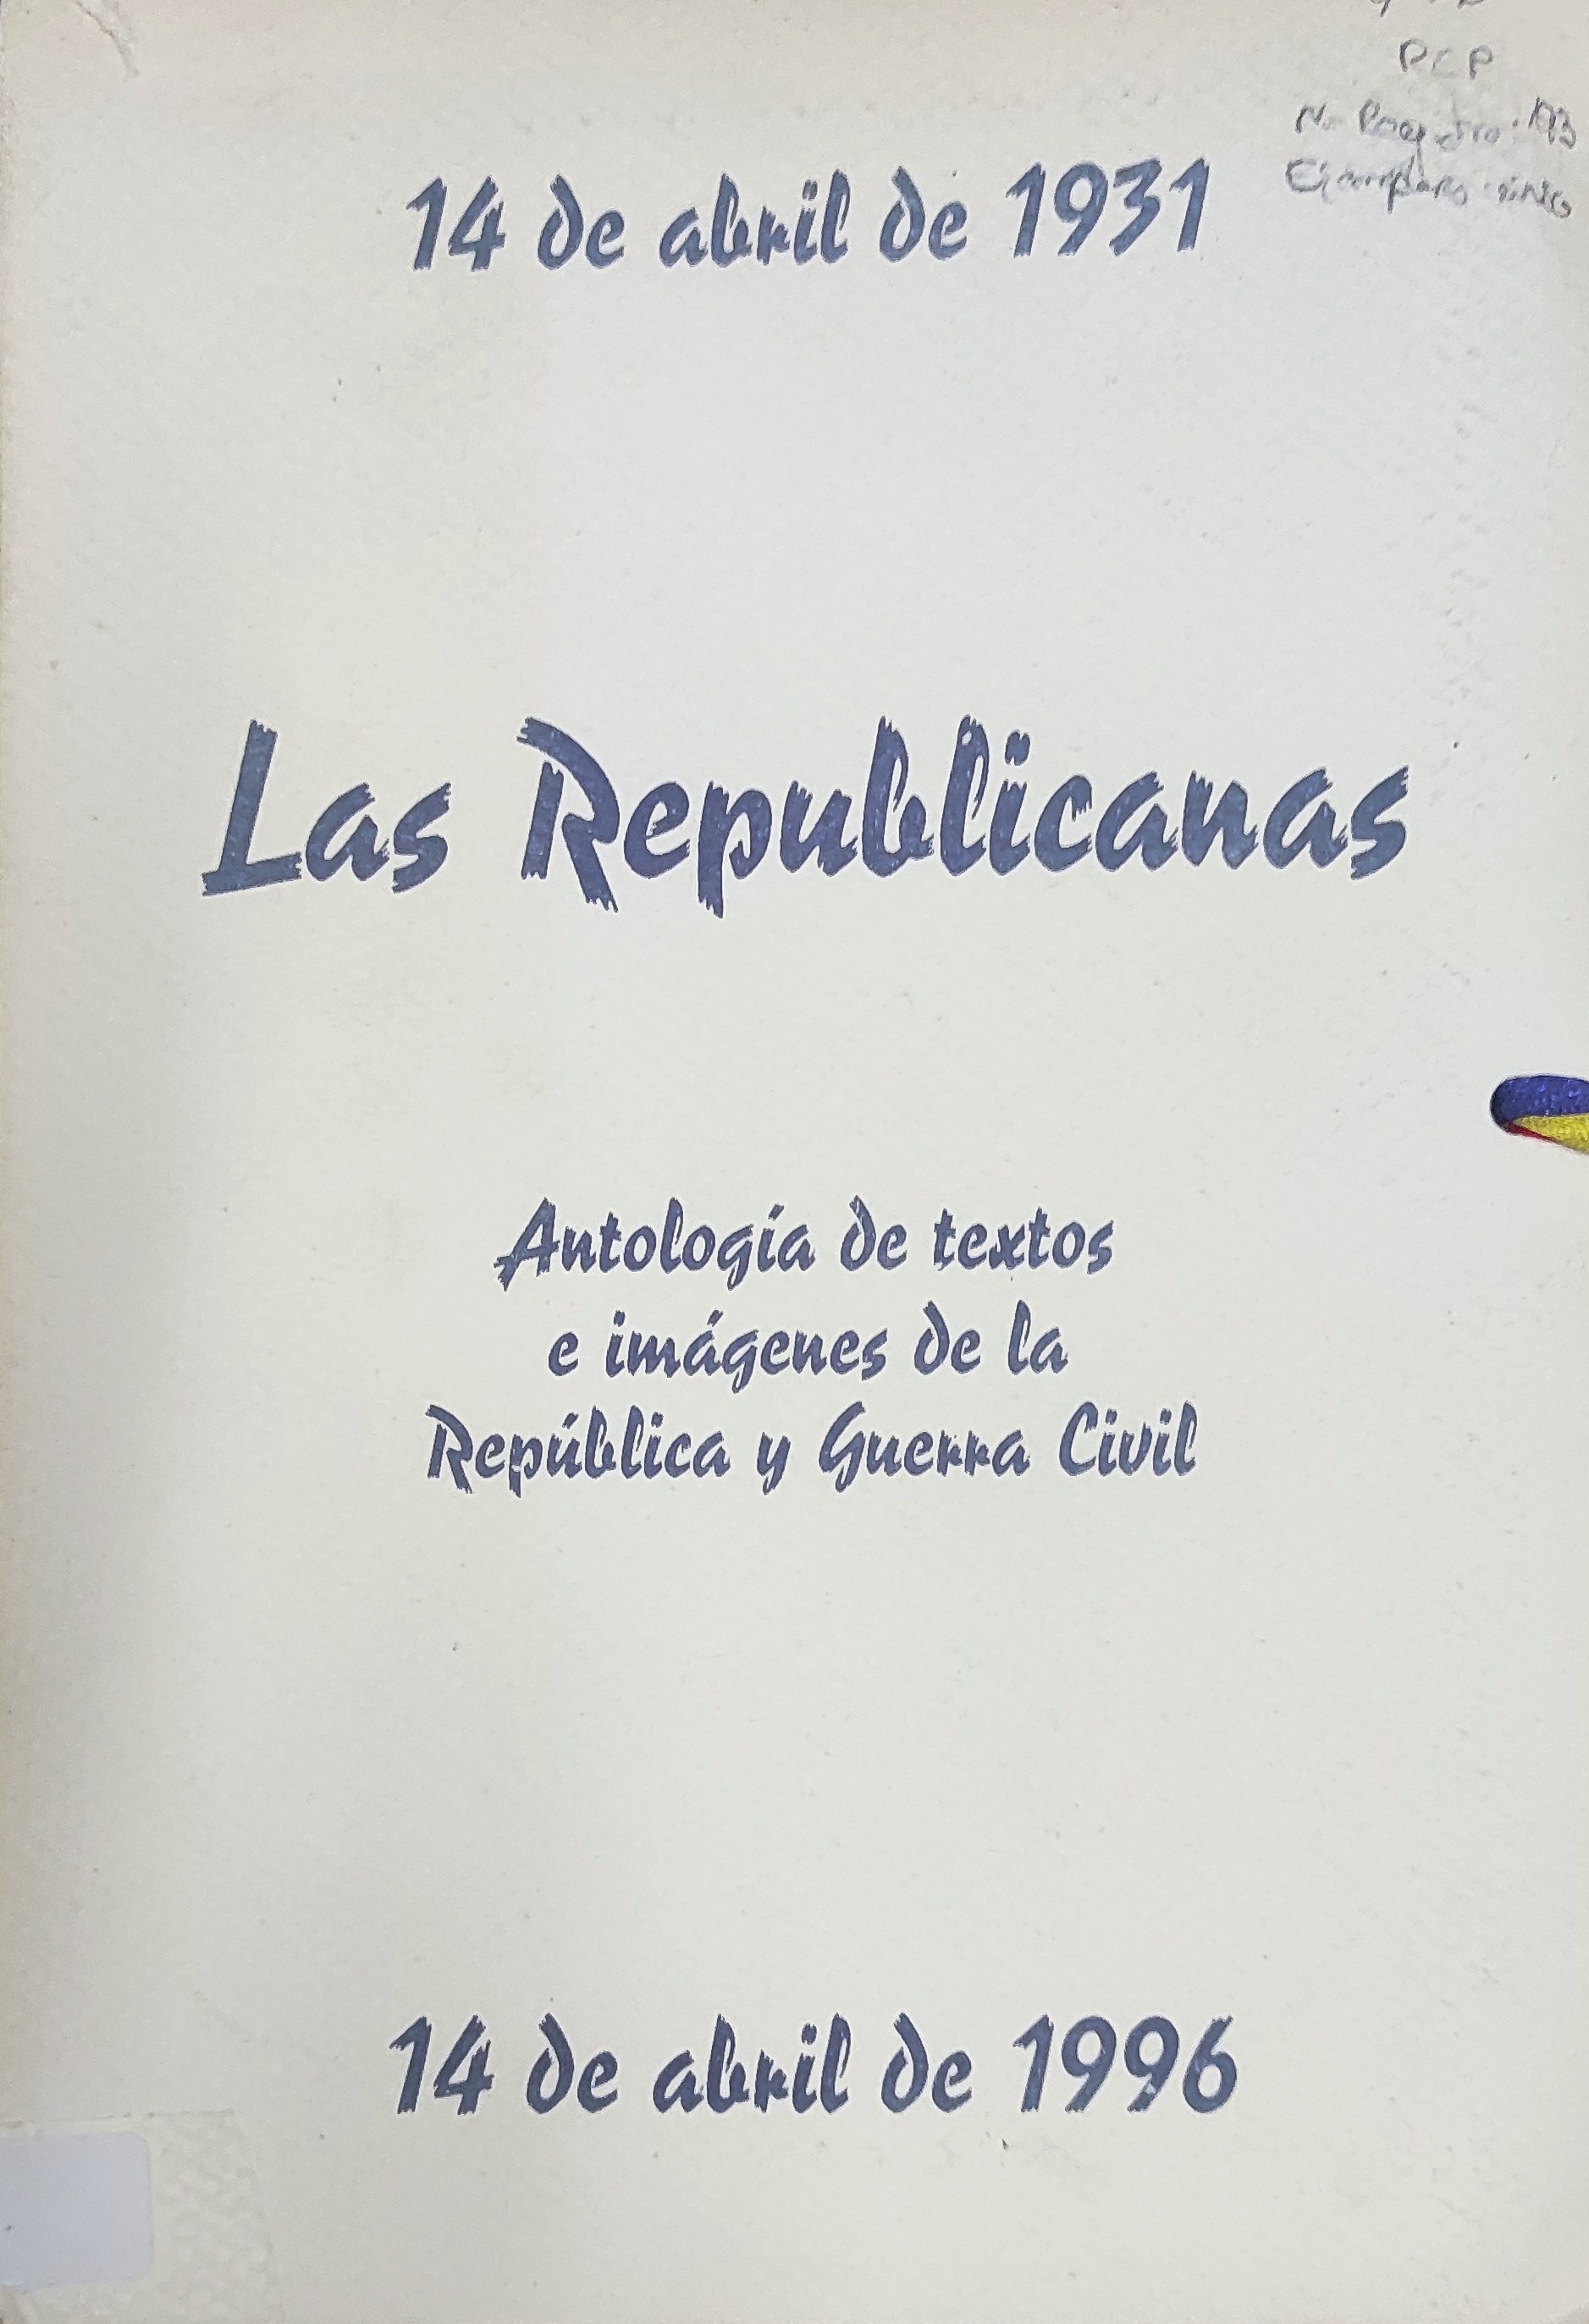 PCP
14 de abril de 1931
Las Republicanas
Antología de textos
e imágenes de la
República y Guerra Civil
14 de abril de 1996